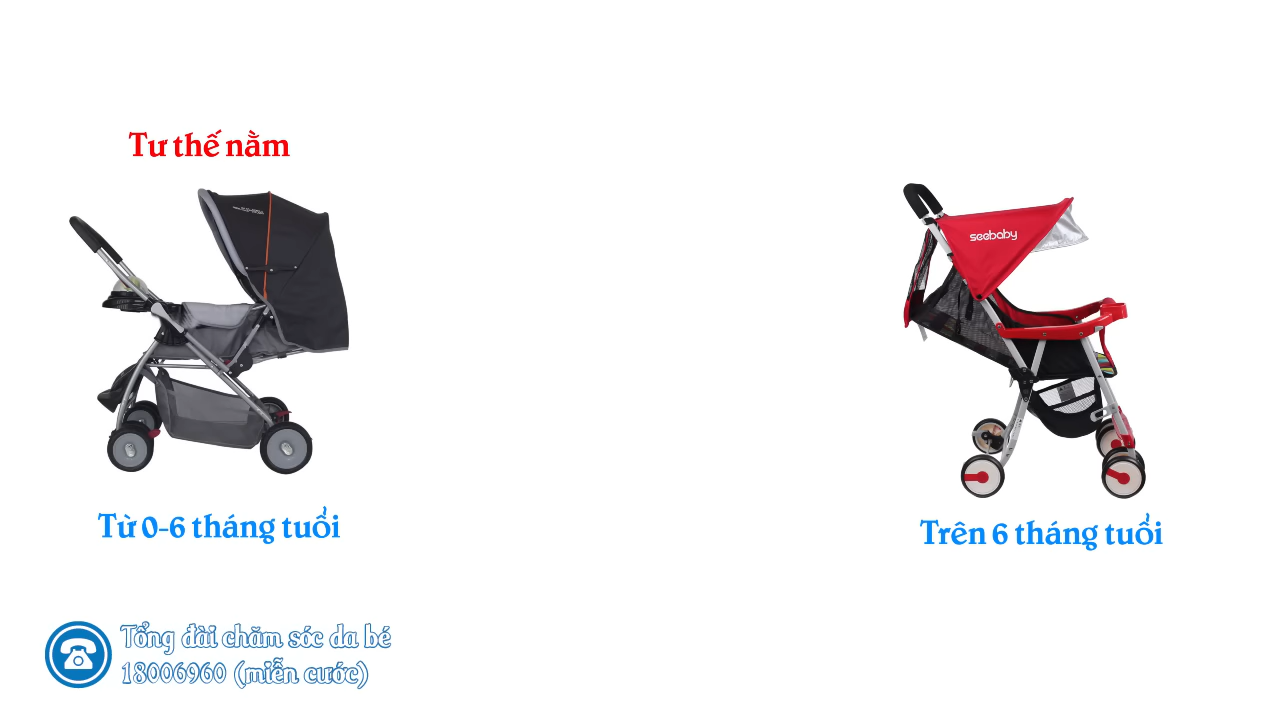 Tư thế nằm
seebaby
Từ 0-6 tháng tuổi
Trên 6 tháng tuổi
Tổng đài chăm sóc da bé
18006960 (miễn cước)